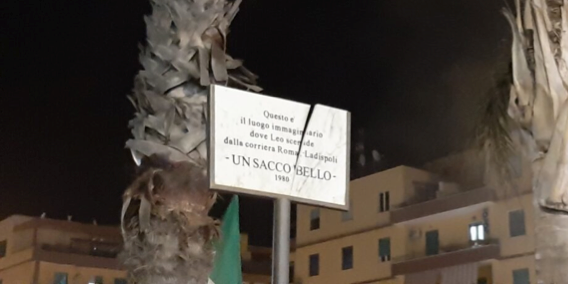 Questo e'
il luogo immaginario
dove Leo scende
dalla corriera Roma-Ladispoli
- UN SACCO BELLO -
1980